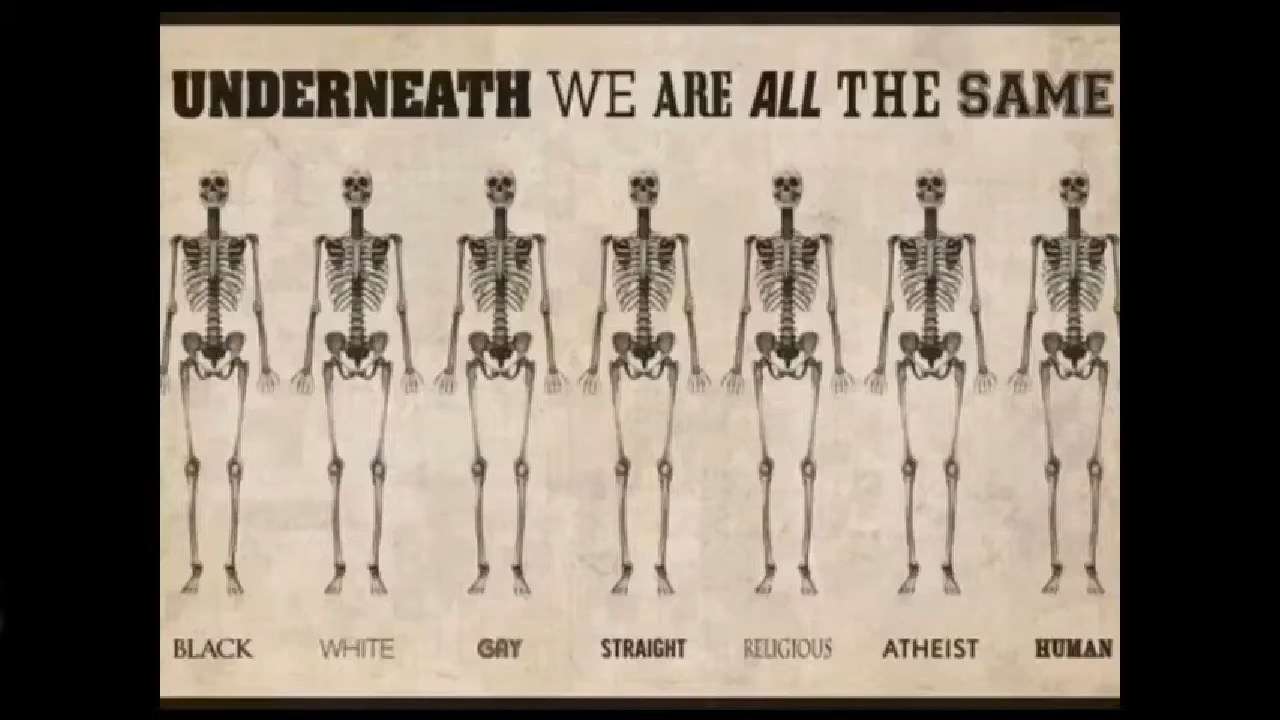 UNDERNEATH WE ARE ALL THE SAME
BLACK WHITE GAY STRAIGHT RELIGIOUS ATHEIST HUMAN